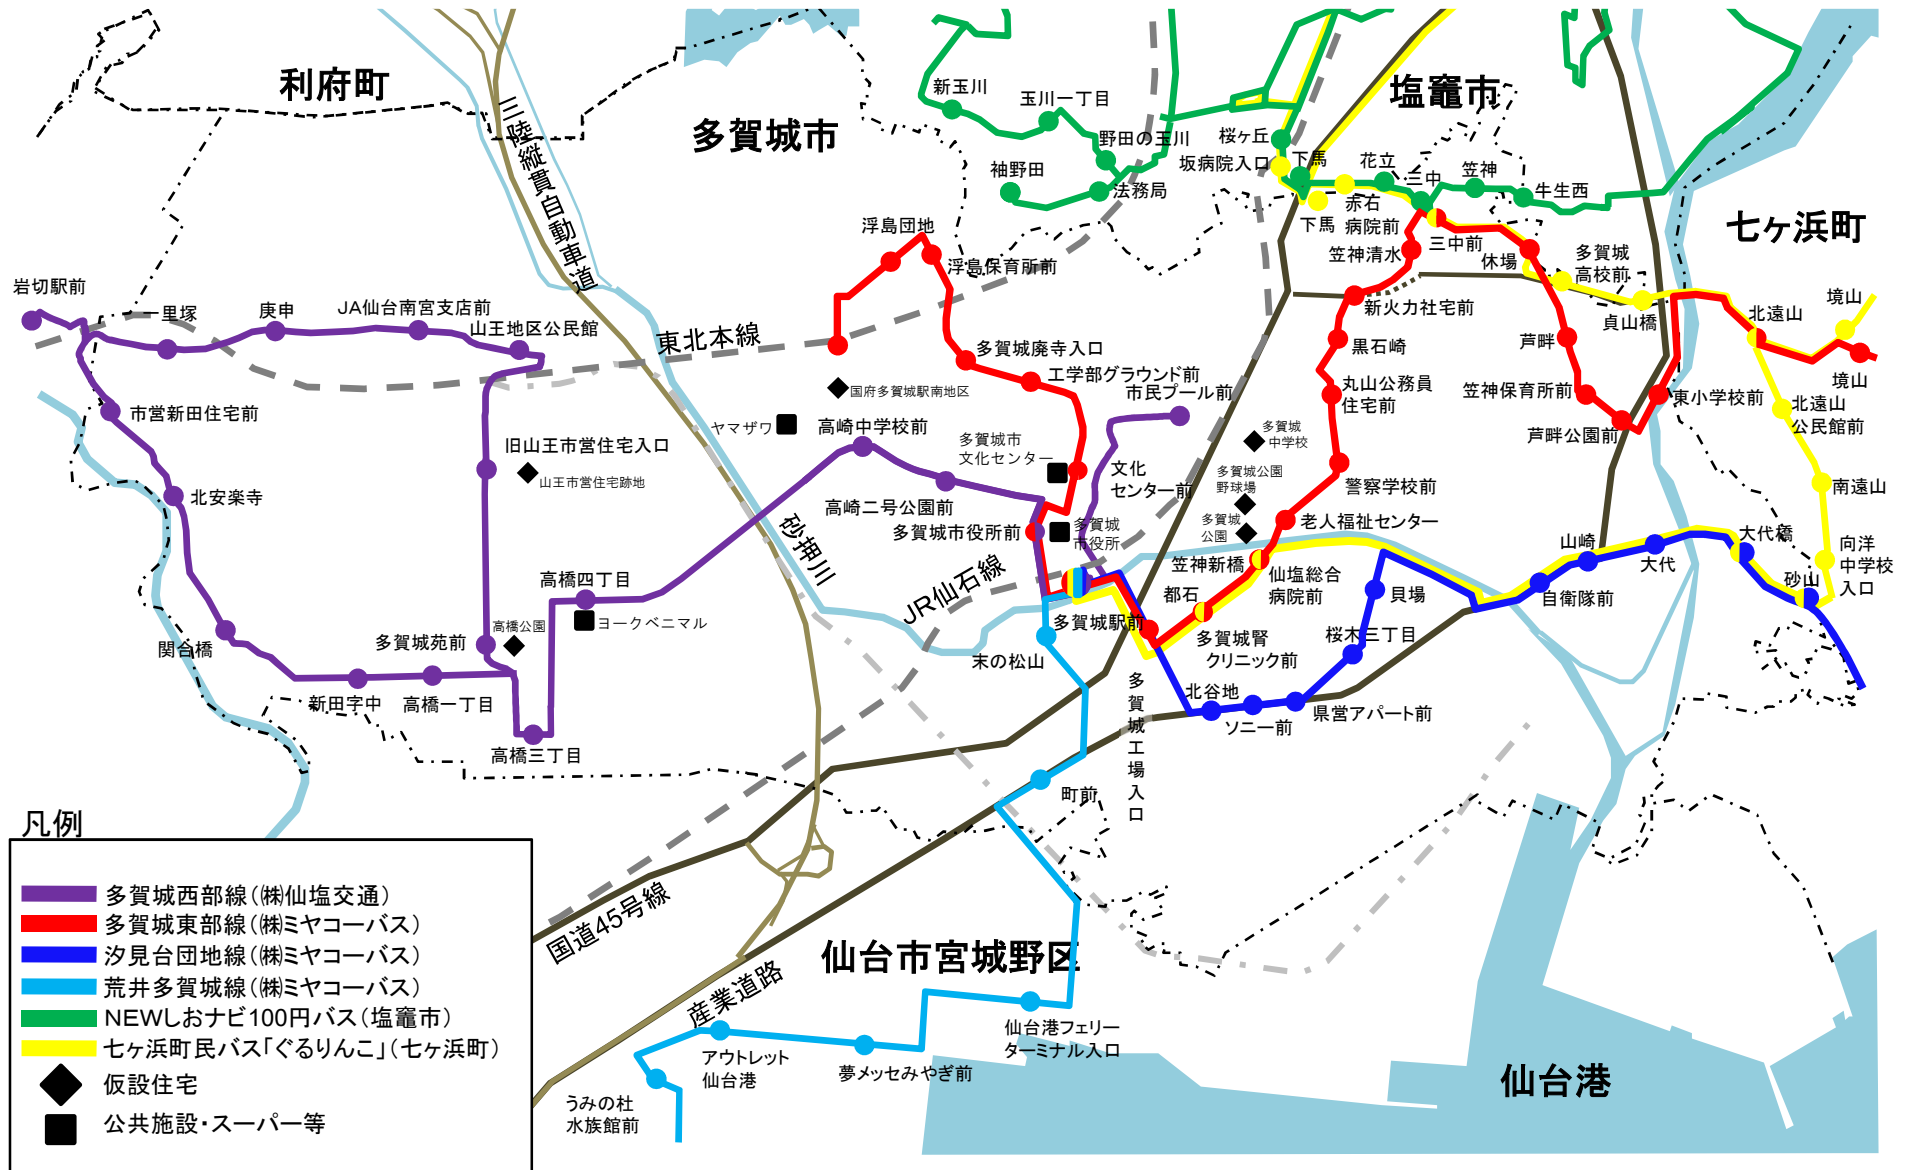 利府町
多賀城市
塩竈市
七ヶ浜町
三陸縦貫自動車道
新玉川
玉川一丁目
野田の玉川
袖野田
法務局
桜ヶ丘
坂病院入口
下馬
下馬
赤石
病院前
花立
三中
笠神
牛生西
三中前
笠神清水
休場
多賀城
高校前
貞山橋
新火力社宅前
黒石崎
丸山公務員
住宅前
警察学校前
老人福祉センター
芦畔
笠神保育所前
芦畔公園前
東小学校前
北遠山
境山
境山
北遠山
公民館前
南遠山
向洋
中学校
入口
浮島団地
浮島保育所前
東北本線
多賀城廃寺入口
工学部グラウンド前
市民プール前
国府多賀城駅南地区
ヤマザワ
高崎中学校前
多賀城市
文化センター
文化
センター前
高崎二号公園前
多賀城市役所前
多賀城
市役所
多賀城
中学校
多賀城公園
野球場
多賀城
公園
岩切駅前
一里塚
庚申
JA仙台南宮支店前
山王地区公民館
市営新田住宅前
旧山王市営住宅入口
山王市営住宅跡地
北安楽寺
関合橋
新田字中
高橋一丁目
多賀城苑前
高橋公園
高橋三丁目
高橋四丁目
ヨークベニマル
砂押川
JR仙石線
多賀城駅前
末の松山
笠神新橋
仙塩総合
病院前
都石
多賀城腎
クリニック前
多賀城工場入口
北谷地
ソニー前
県営アパート前
桜木三丁目
貝場
自衛隊前
山崎
大代
大代橋
砂山
町前
国道45号線
産業道路
仙台市宮城野区
仙台港フェリー
ターミナル入口
夢メッセみやぎ前
アウトレット
仙台港
うみの杜
水族館前
仙台港
凡例
多賀城西部線(㈱仙塩交通)
多賀城東部線(㈱ミヤコーバス)
汐見台団地線(㈱ミヤコーバス)
荒井多賀城線(㈱ミヤコーバス)
NEWしおナビ100円バス(塩竈市)
七ヶ浜町民バス「ぐるりんこ」(七ヶ浜町)
仮設住宅
公共施設・スーパー等